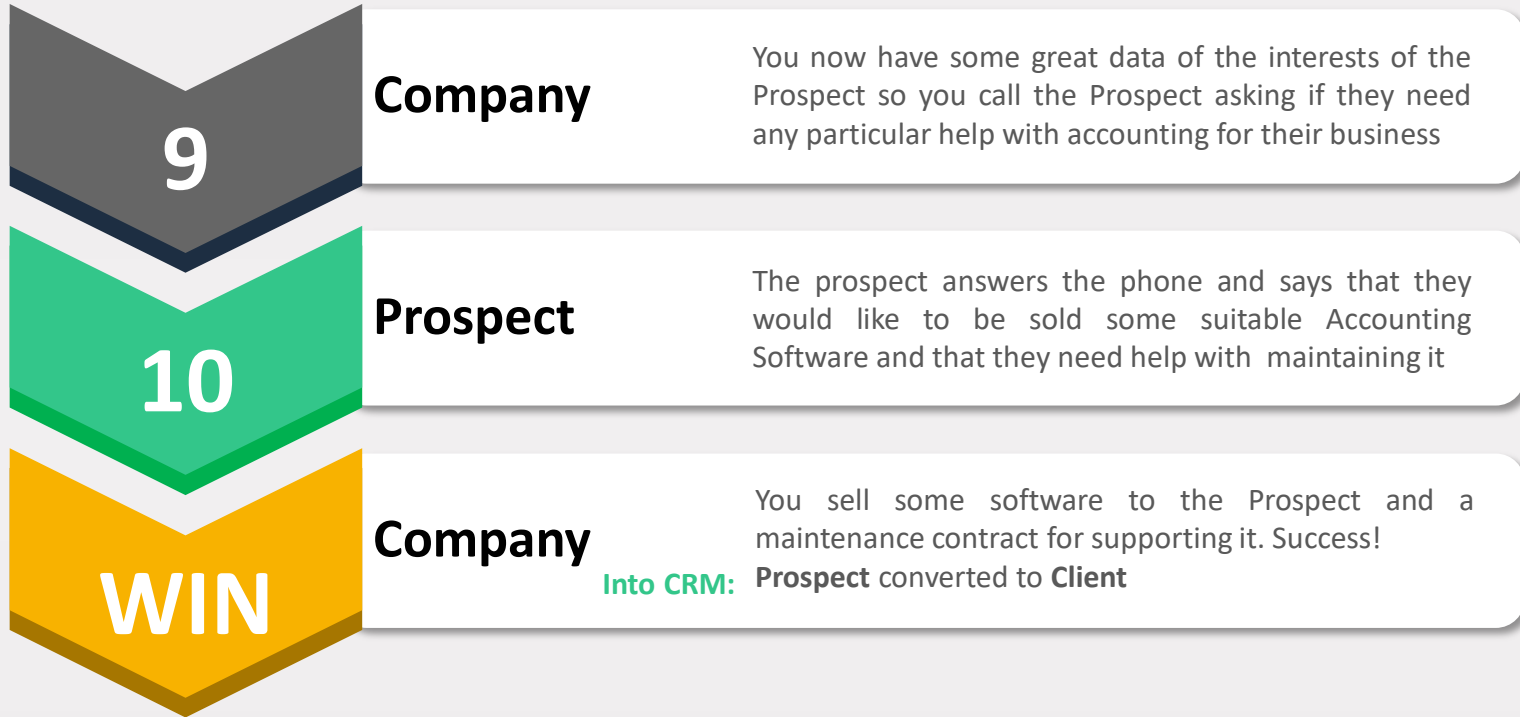 9
Company
You now have some great data of the interests of the
Prospect so you call the Prospect asking if they need
any particular help with accounting for their business
10
Prospect
The prospect answers the phone and says that they
would like to be sold some suitable Accounting
Software and that they need help with maintaining it
WIN
Company
You sell some software to the Prospect and a
maintenance contract for supporting it. Success!
Into CRM: Prospect converted to Client